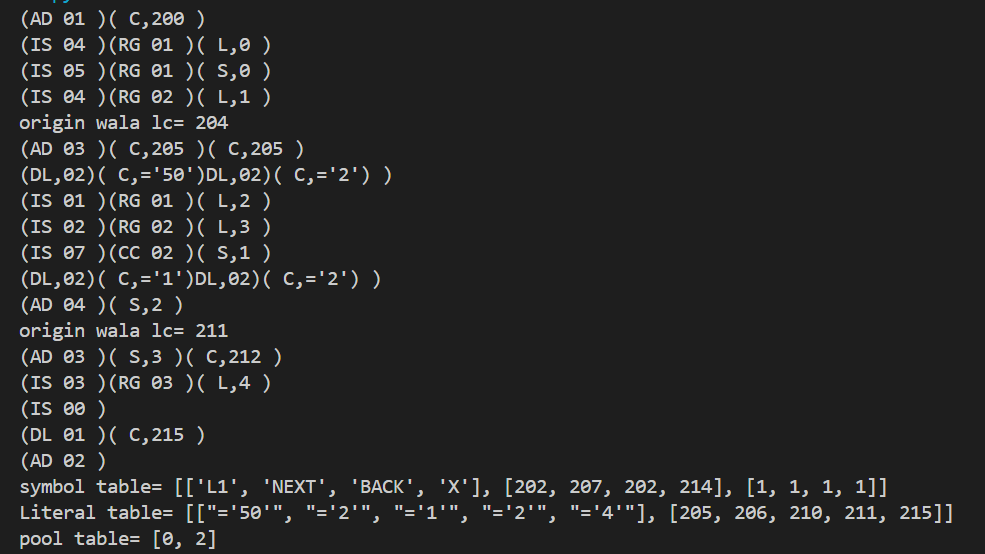 (AD 01 )( C,200 )
(IS 04 )(RG 01 )( L,0 )
(IS 05 )(RG 01 )( S,0 )
(IS 04 )(RG 02 )( L,1 )
origin wala lc= 204
(AD 03 )( C,205 )( C,205 )
(DL,02)( C,='50')DL,02)( C,='2') )
(IS 01 )(RG 01 )( L,2 )
(IS 02 )(RG 02 )( L,3 )
(IS 07 )(CC 02 )( S,1 )
(DL,02)( C,='1')DL,02)( C,='2') )
(AD 04 )( S,2 )
origin wala lc= 211
(AD 03 )( S,3 )( C,212 )
(IS 03 )(RG 03 )( L,4 )
(IS 00 )
(DL 01 )( C,215 )
(AD 02 )
symbol table= [['L1', 'NEXT', 'BACK', 'X'], [202, 207, 202, 214], [1, 1, 1, 1]]
Literal table= [["='50'", "='2'", "='1'", "='2'", "='4'"], [205, 206, 210, 211, 215]]
pool table= [0, 2]